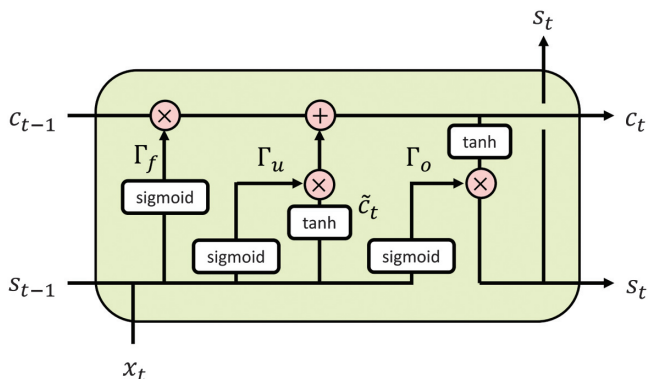 s_t
c_{t-1}
c_t
Γ_f
Γ_u
Γ_o
tanh
sigmoid
c̃_t
tanh
sigmoid
sigmoid
s_{t-1}
s_t
x_t